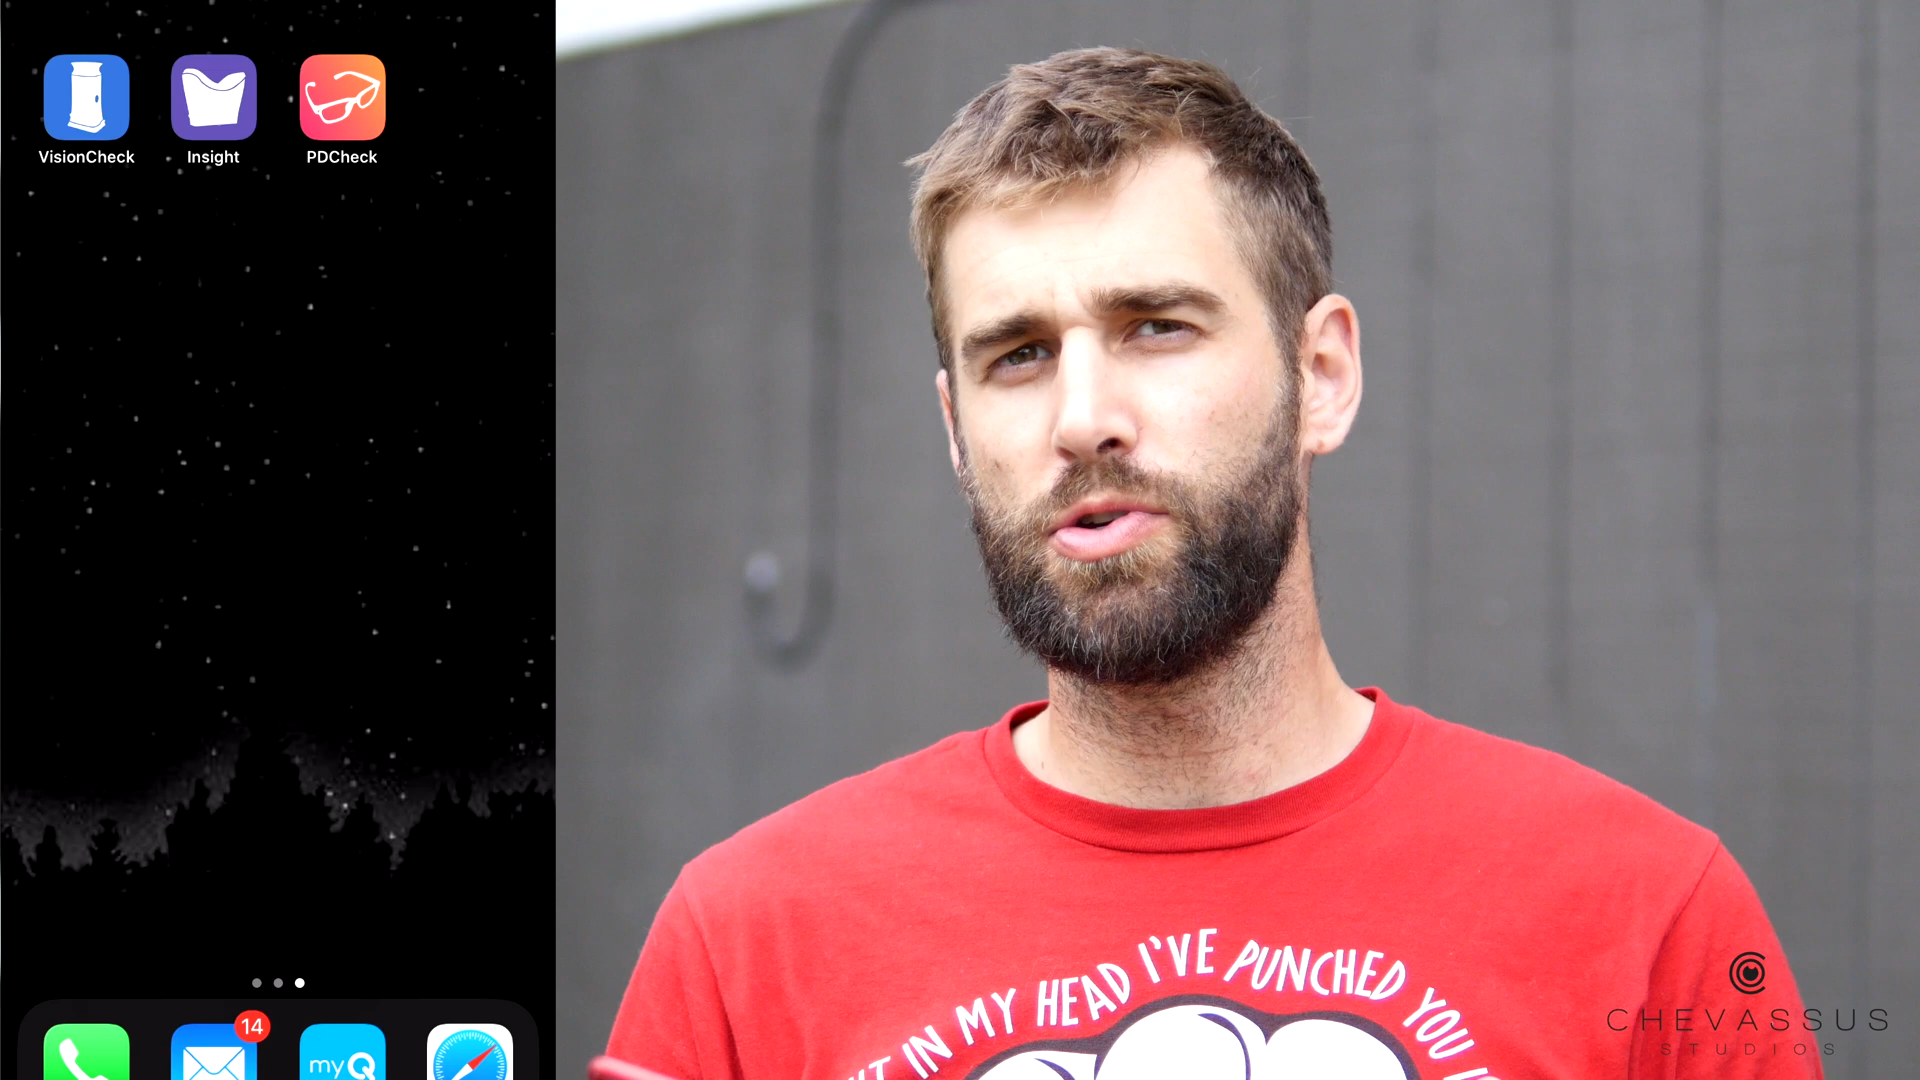 VisionCheck
Insight
PDCheck
14
myQ
IN MY HEAD I'VE PUNCHED YOU
CHEVASSUS
STUDIOS